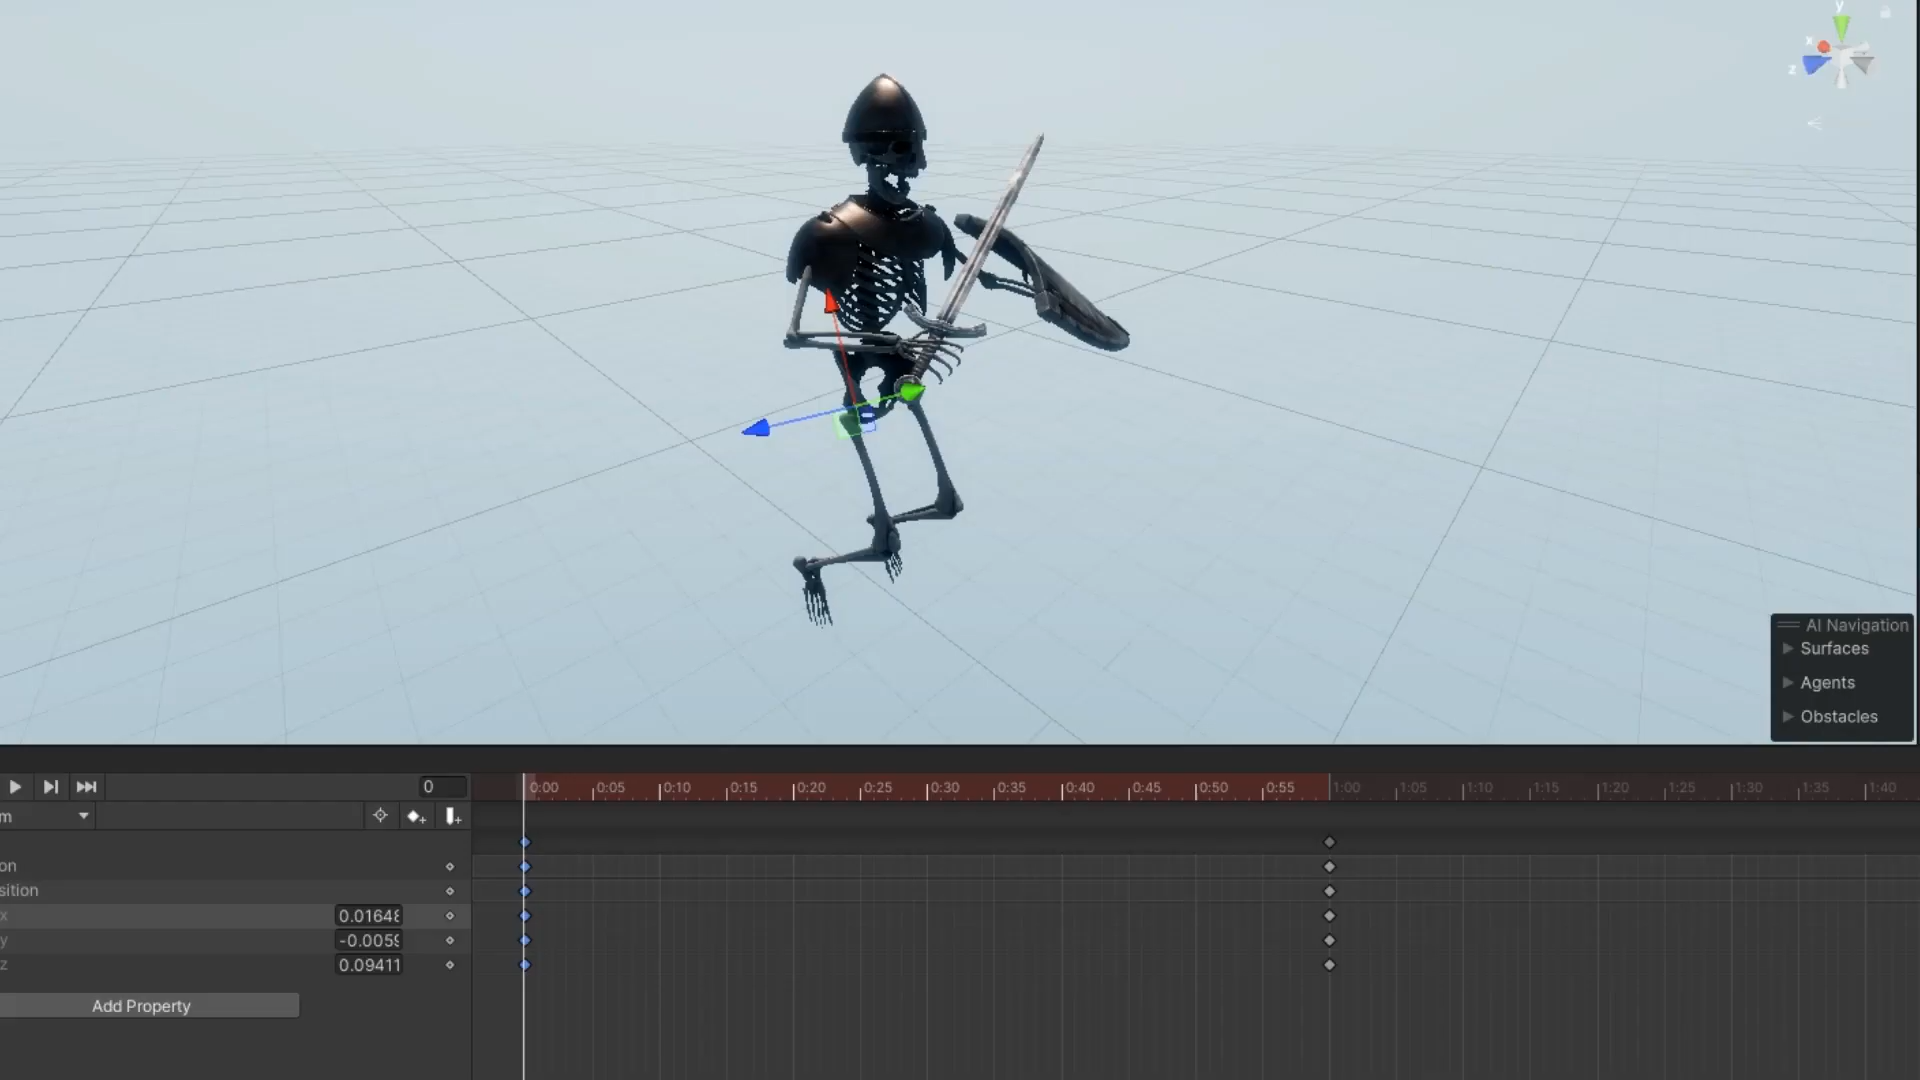 y
x
z
AI Navigation
Surfaces
Agents
Obstacles
0
0:00 0:05 0:10 0:15 0:20 0:25 0:30 0:35 0:40 0:45 0:50 0:55 1:00 1:05 1:10 1:15 1:20 1:25 1:30 1:35 1:40
m
on
sition
x 0.01648
y -0.0059
z 0.09411
Add Property